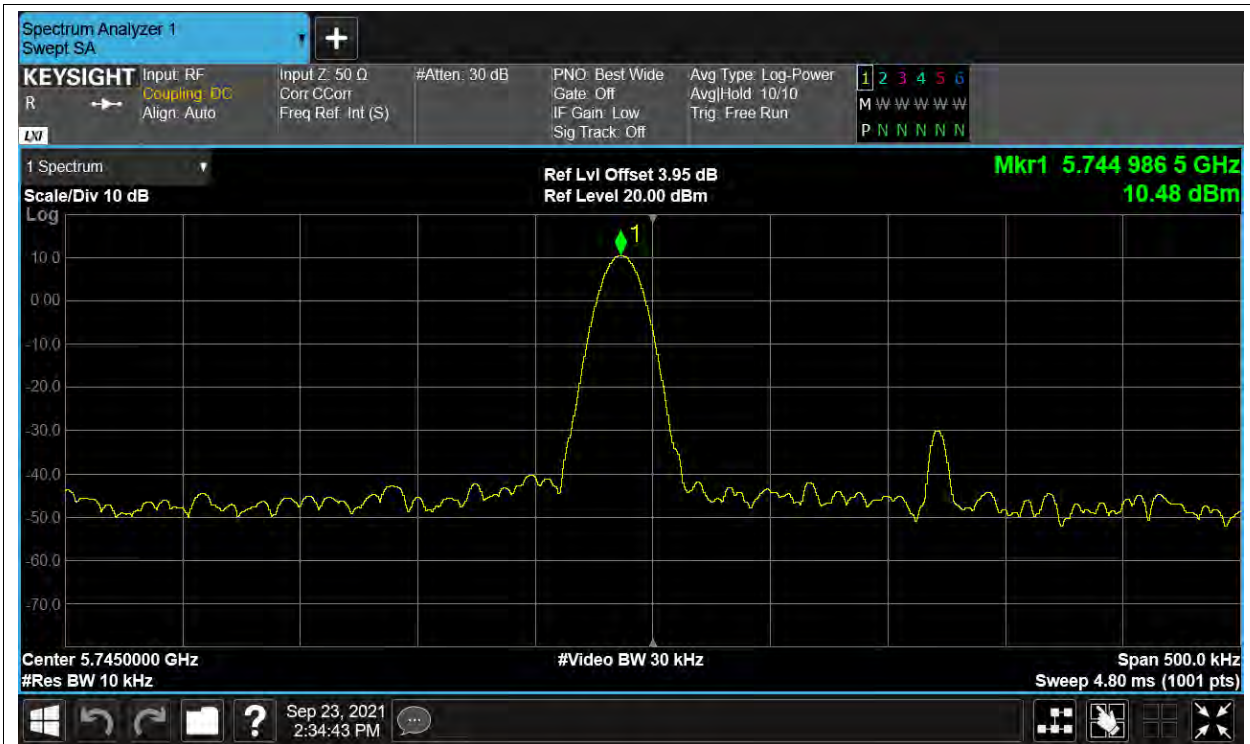 Spectrum Analyzer 1
Swept SA
KEYSIGHT
R
LXI
Input: RF
Coupling: DC
Align: Auto
Input Z: 50 Ω
Corr CCorr
Freq Ref: Int (S)
#Atten: 30 dB
PNO: Best Wide
Gate: Off
IF Gain: Low
Sig Track: Off
Avg Type: Log-Power
Avg|Hold: 10/10
Trig: Free Run
1 2 3 4 5 6
M W W W W W
P N N N N N
1 Spectrum
Scale/Div 10 dB
Log
Ref Lvl Offset 3.95 dB
Ref Level 20.00 dBm
Mkr1 5.744 986 5 GHz
10.48 dBm
1
10.0
0.00
-10.0
-20.0
-30.0
-40.0
-50.0
-60.0
-70.0
Center 5.7450000 GHz
#Res BW 10 kHz
#Video BW 30 kHz
Span 500.0 kHz
Sweep 4.80 ms (1001 pts)
?
Sep 23, 2021
2:34:43 PM